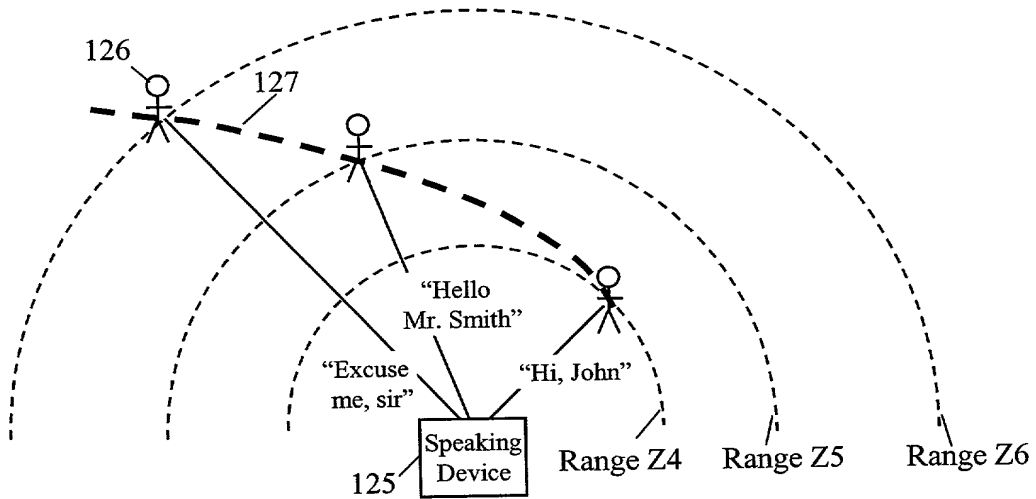 126
127
“Hello
Mr. Smith”
“Excuse
me, sir”
“Hi, John”
Speaking
Device
125
Range Z4
Range Z5
Range Z6